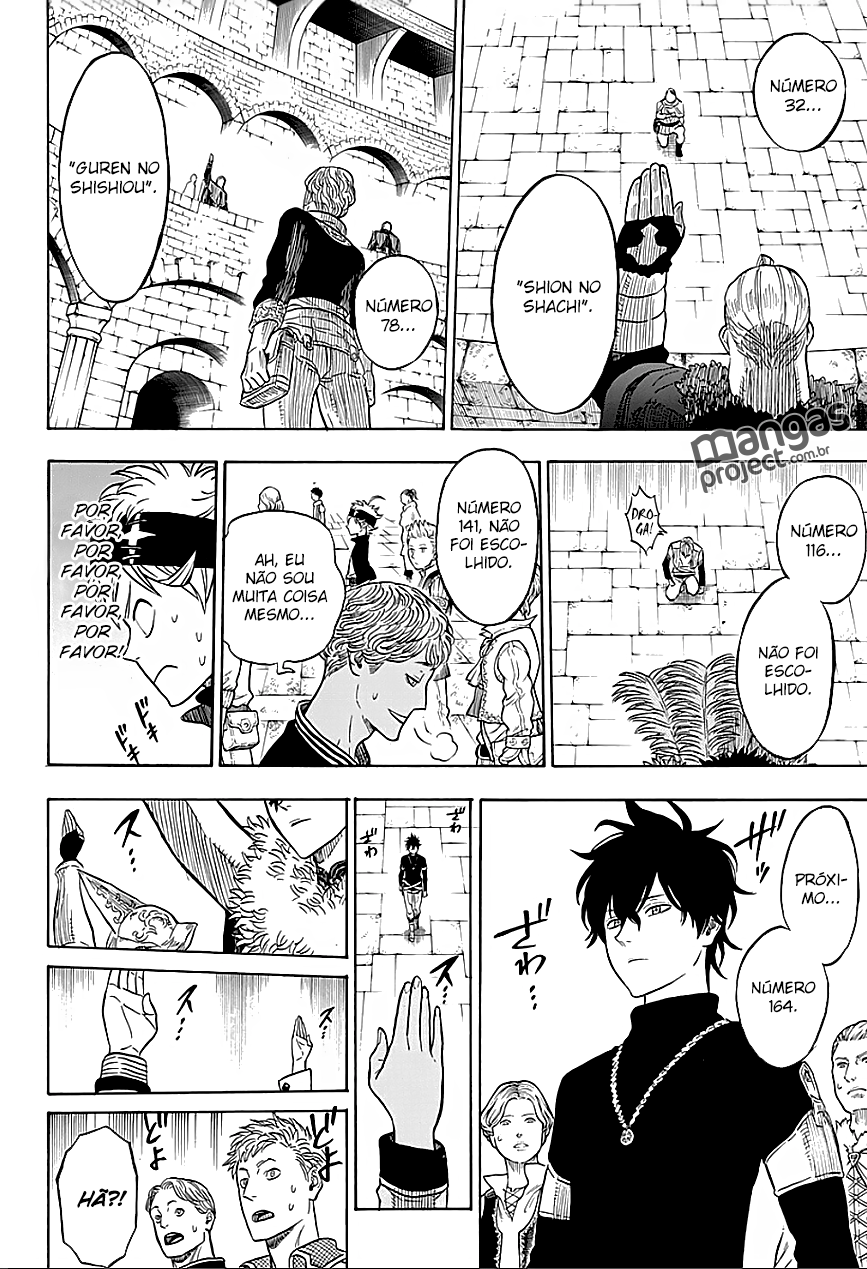 NÚMERO
32...
"SHION NO
SHACHI".
NÚMERO
78...
"GUREN NO
SHISHIOU".
mangas
project.com.br
NÚMERO
116...
DRO-
GA!
NÃO FOI
ESCO-
LHIDO.
NÚMERO
141, NÃO
FOI ESCO-
LHIDO.
AH, EU
NÃO SOU
MUITA COISA
MESMO...
POR
FAVOR,
POR
FAVOR,
POR
FAVOR,
POR
FAVOR!
ドキ
ドキ
PRÓXI-
MO...
NÚMERO
164.
ざわ…
ざわ
ざわ
ス…
ス…
ス…
どよ
どよ
HÃ?!